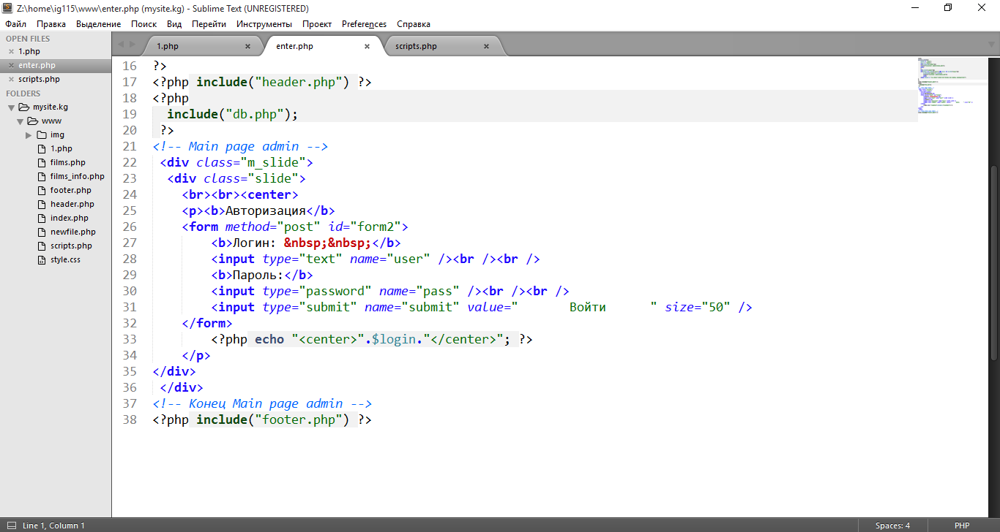 Z:\home\ig115\www\enter.php (mysite.kg) - Sublime Text (UNREGISTERED)
Файл Правка Выделение Поиск Вид Перейти Инструменты Проект Preferences Справка
OPEN FILES
1.php
enter.php
scripts.php
FOLDERS
mysite.kg
www
img
1.php
films.php
films_info.php
footer.php
header.php
index.php
newfile.php
scripts.php
style.css
1.php enter.php scripts.php
16 ?>
17 <?php include("header.php") ?>
18 <?php
19 include("db.php");
20 ?>
21 <!-- Main page admin -->
22 <div class="m_slide">
23 <div class="slide">
24 <br><br><center>
25 <p><b>Авторизация</b>
26 <form method="post" id="form2">
27 <b>Логин: &nbsp;&nbsp;</b>
28 <input type="text" name="user" /><br /><br />
29 <b>Пароль:</b>
30 <input type="password" name="pass" /><br /><br />
31 <input type="submit" name="submit" value="       Войти      " size="50" />
32 </form>
33 <?php echo "<center>".$login."</center>"; ?>
34 </p>
35 </div>
36 </div>
37 <!-- Конец Main page admin -->
38 <?php include("footer.php") ?>
Line 1, Column 1
Spaces: 4
PHP